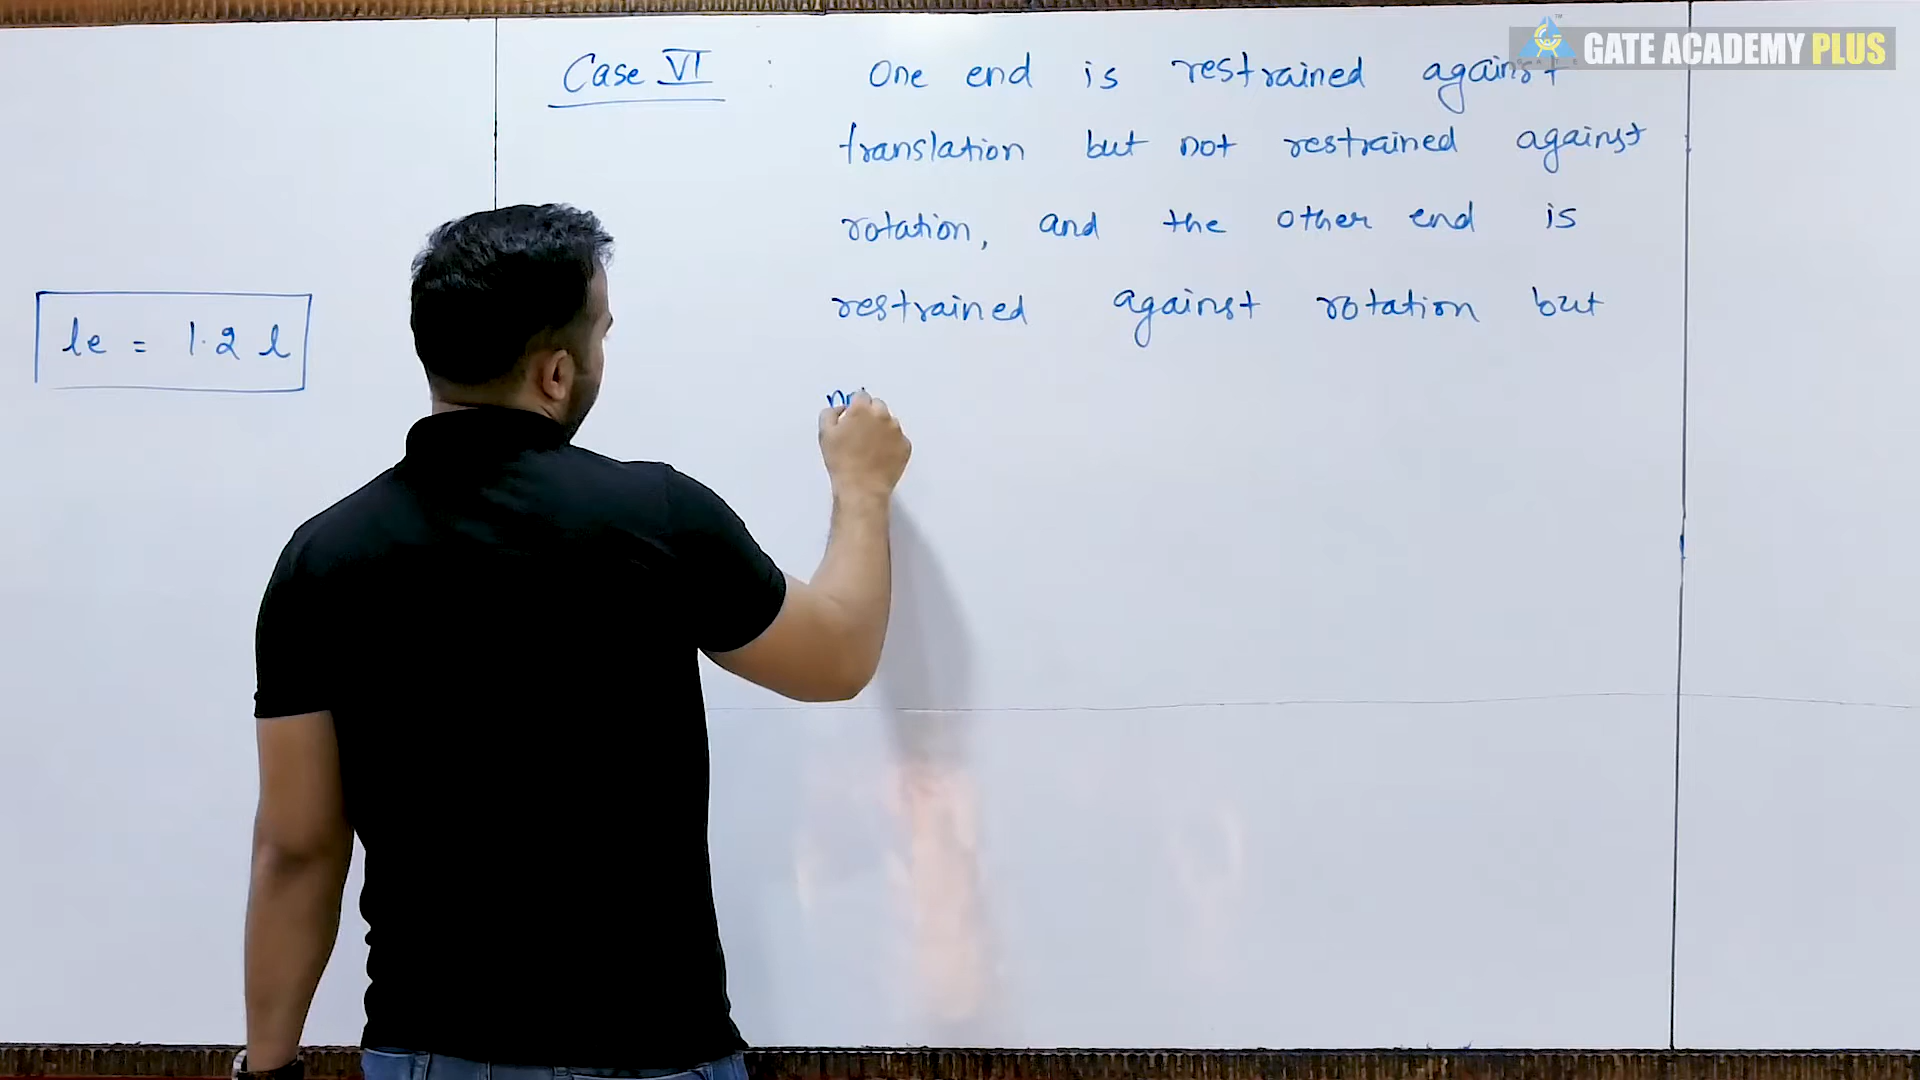 GATE ACADEMY PLUS
Case VI : One end is restrained against
translation but not restrained against
rotation, and the other end is
restrained against rotation but
le = 1.2 l